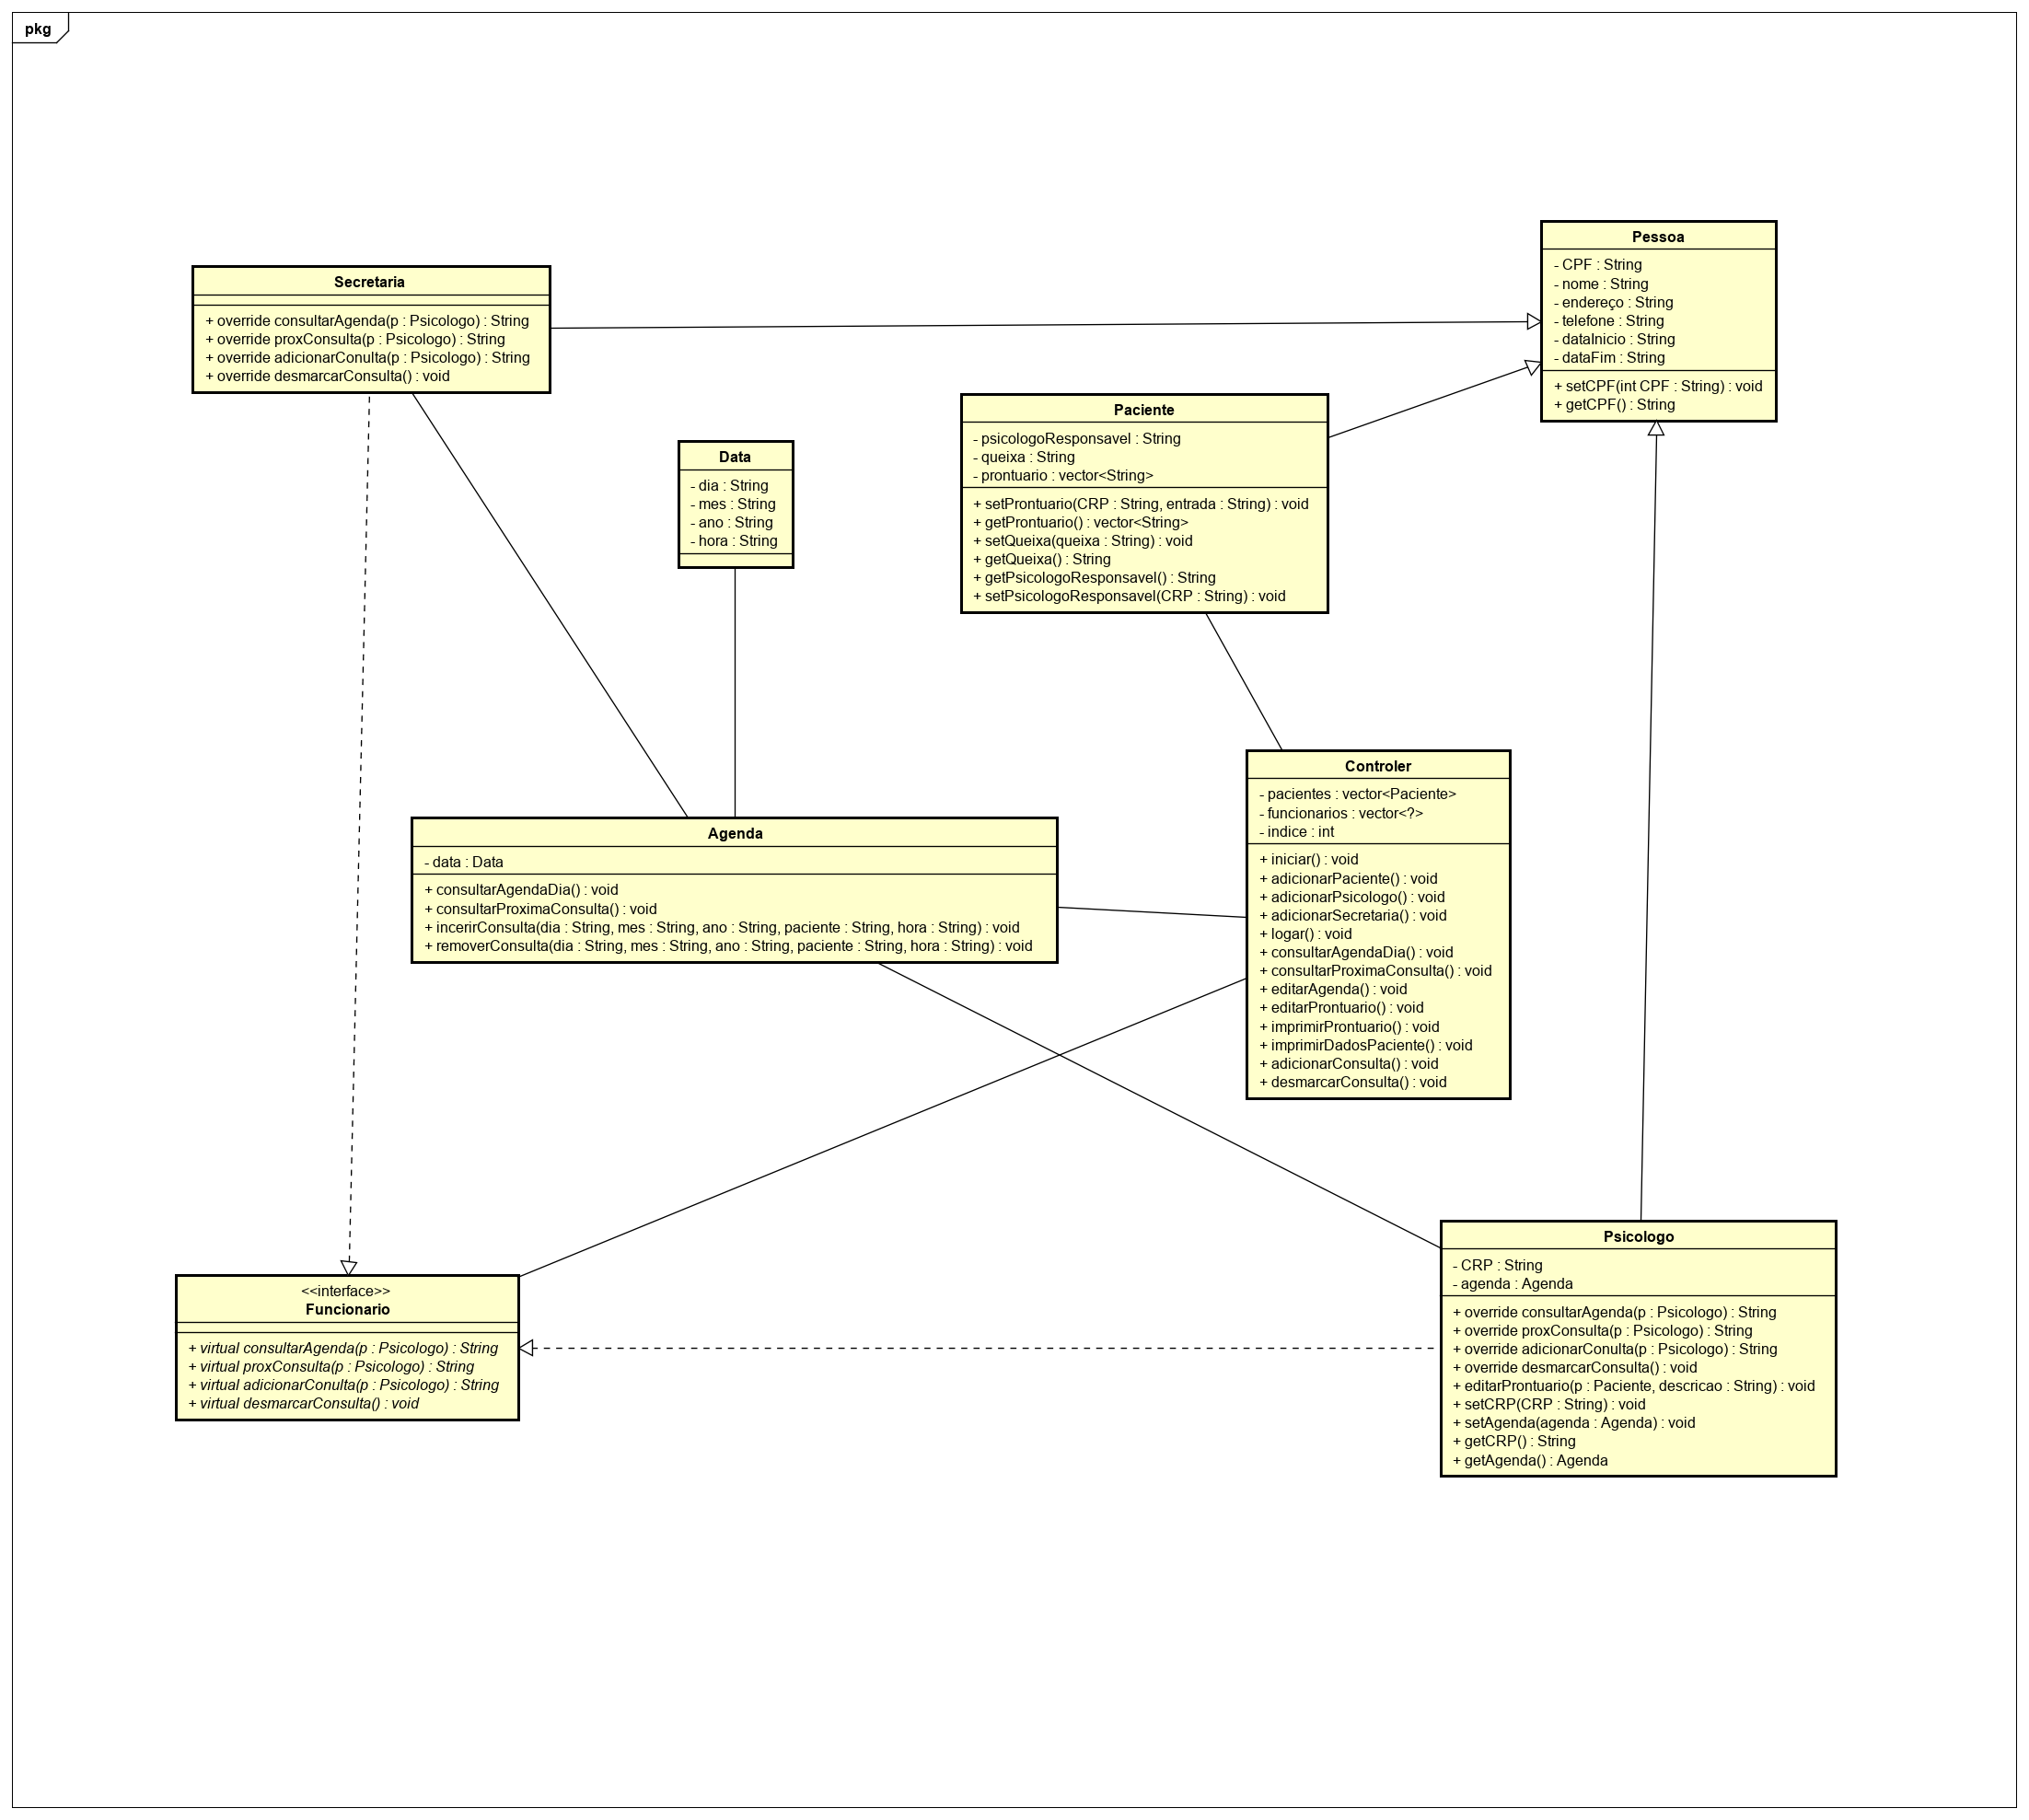 pkg
Pessoa
- CPF : String
- nome : String
- endereço : String
- telefone : String
- dataInicio : String
- dataFim : String
+ setCPF(int CPF : String) : void
+ getCPF() : String
Secretaria
+ override consultarAgenda(p : Psicologo) : String
+ override proxConsulta(p : Psicologo) : String
+ override adicionarConulta(p : Psicologo) : String
+ override desmarcarConsulta() : void
Paciente
- psicologoResponsavel : String
- queixa : String
- prontuario : vector<String>
+ setProntuario(CRP : String, entrada : String) : void
+ getProntuario() : vector<String>
+ setQueixa(queixa : String) : void
+ getQueixa() : String
+ getPsicologoResponsavel() : String
+ setPsicologoResponsavel(CRP : String) : void
Data
- dia : String
- mes : String
- ano : String
- hora : String
Controler
- pacientes : vector<Paciente>
- funcionarios : vector<?>
- indice : int
+ iniciar() : void
+ adicionarPaciente() : void
+ adicionarPsicologo() : void
+ adicionarSecretaria() : void
+ logar() : void
+ consultarAgendaDia() : void
+ consultarProximaConsulta() : void
+ editarAgenda() : void
+ editarProntuario() : void
+ imprimirProntuario() : void
+ imprimirDadosPaciente() : void
+ adicionarConsulta() : void
+ desmarcarConsulta() : void
Agenda
- data : Data
+ consultarAgendaDia() : void
+ consultarProximaConsulta() : void
+ incerirConsulta(dia : String, mes : String, ano : String, paciente : String, hora : String) : void
+ removerConsulta(dia : String, mes : String, ano : String, paciente : String, hora : String) : void
Psicologo
- CRP : String
- agenda : Agenda
+ override consultarAgenda(p : Psicologo) : String
+ override proxConsulta(p : Psicologo) : String
+ override adicionarConulta(p : Psicologo) : String
+ override desmarcarConsulta() : void
+ editarProntuario(p : Paciente, descricao : String) : void
+ setCRP(CRP : String) : void
+ setAgenda(agenda : Agenda) : void
+ getCRP() : String
+ getAgenda() : Agenda
<<interface>>
Funcionario
+ virtual consultarAgenda(p : Psicologo) : String
+ virtual proxConsulta(p : Psicologo) : String
+ virtual adicionarConulta(p : Psicologo) : String
+ virtual desmarcarConsulta() : void